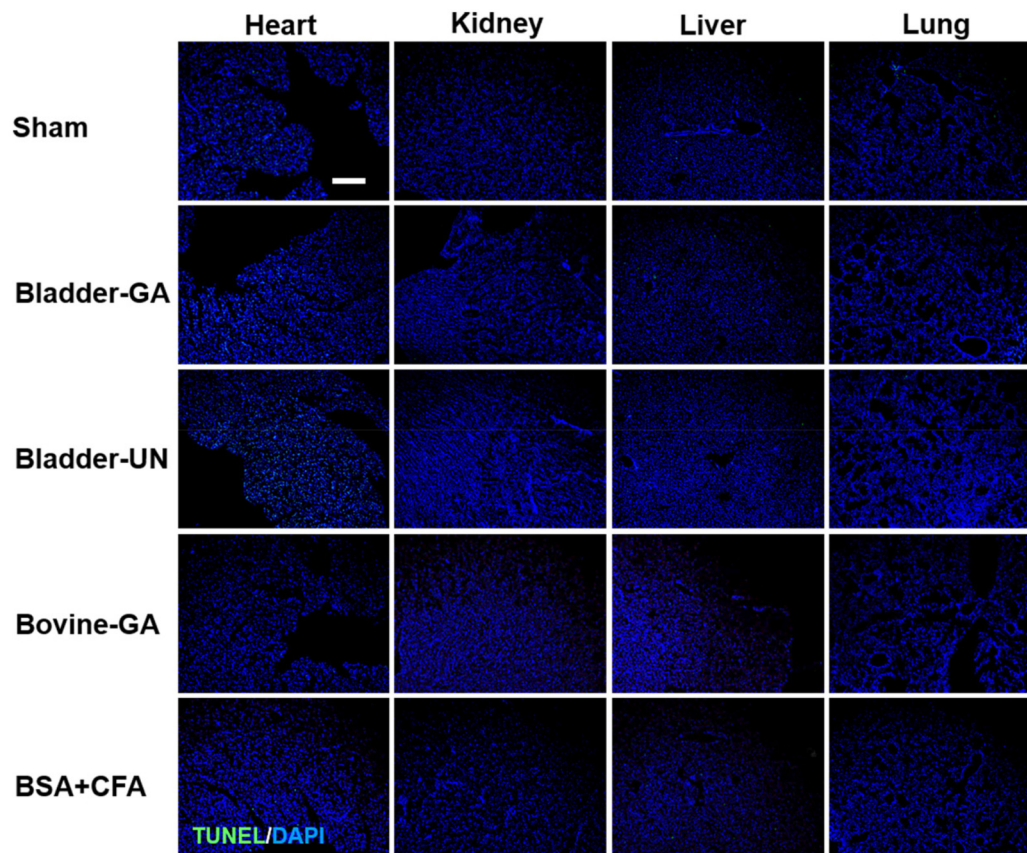 Heart Kidney Liver Lung
Sham
Bladder-GA
Bladder-UN
Bovine-GA
BSA+CFA
TUNEL/DAPI